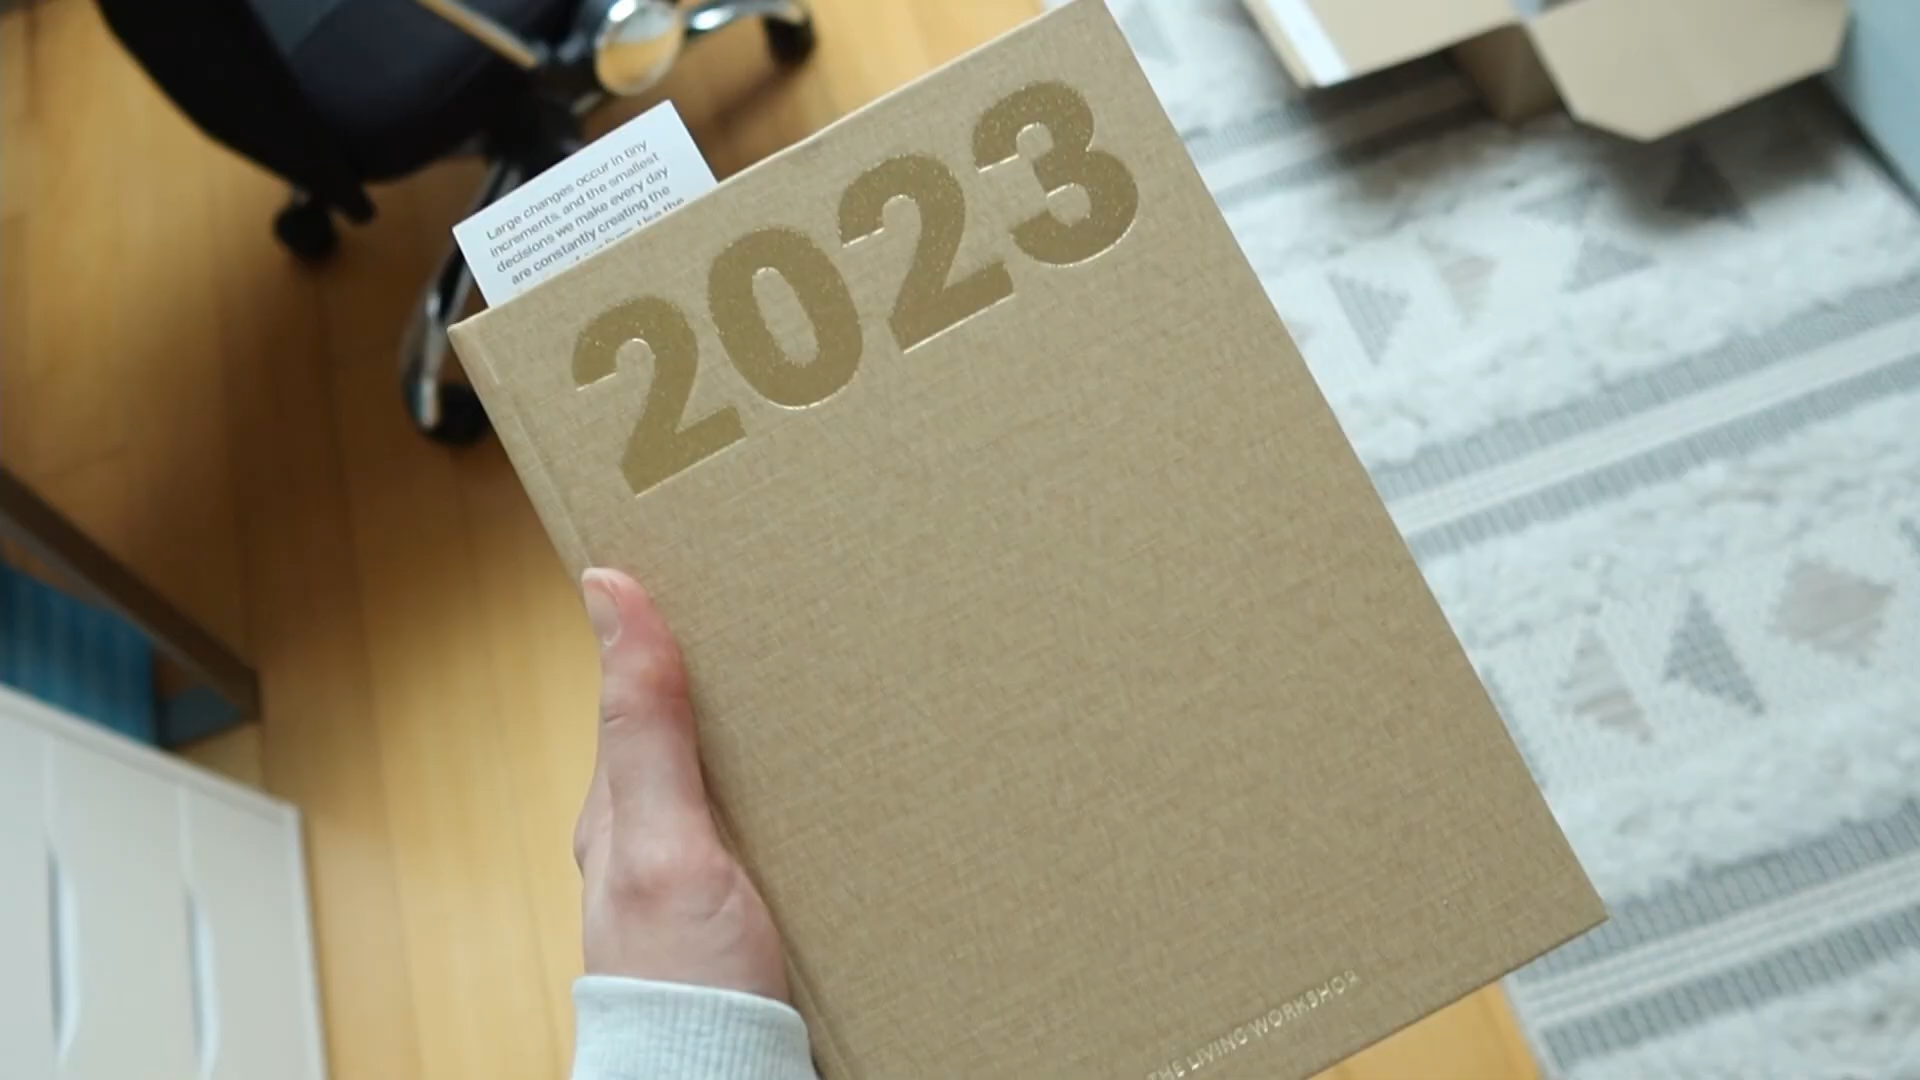 Large changes occur in tiny
increments, and the smallest
decisions we make every day
are constantly creating the
2023
THE LIVING WORKSHOP